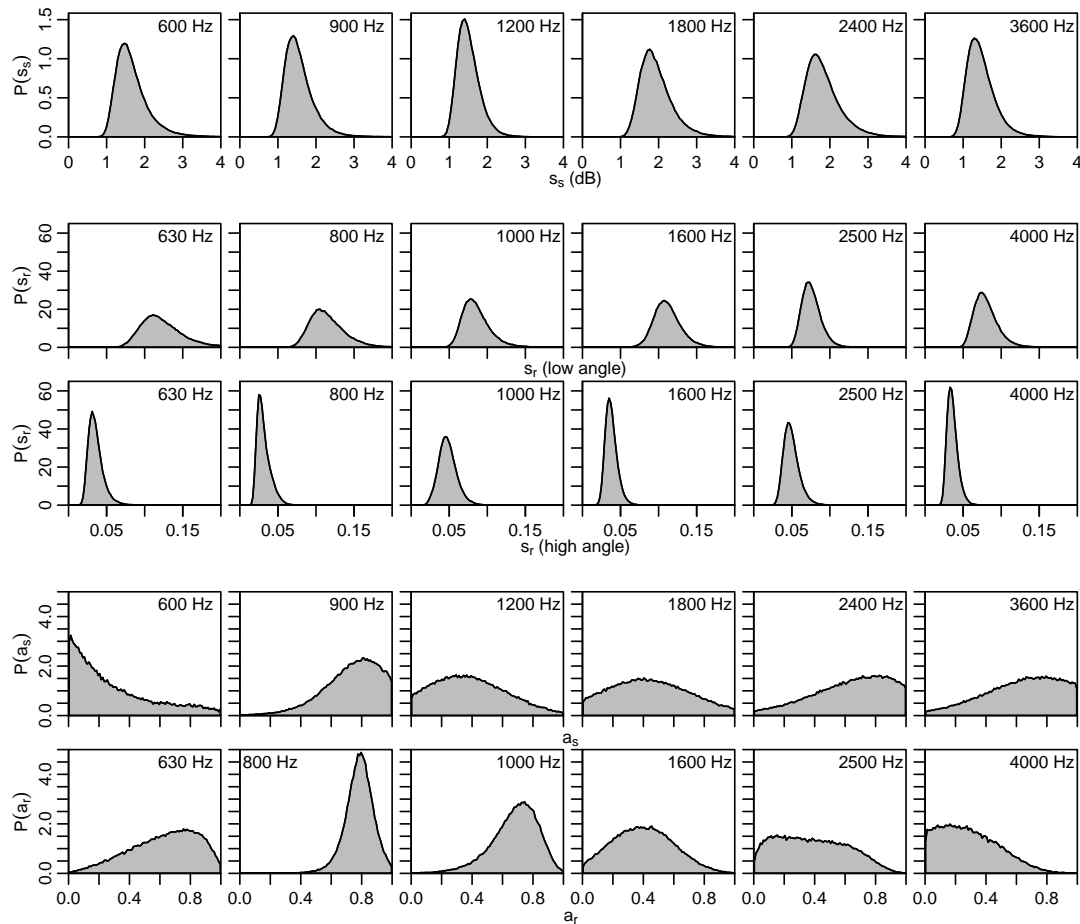 600 Hz 900 Hz 1200 Hz 1800 Hz 2400 Hz 3600 Hz
P(s_s)
0.0 0.5 1.0 1.5
0 1 2 3 4 0 1 2 3 4 0 1 2 3 4 0 1 2 3 4 0 1 2 3 4 0 1 2 3 4
s_s (dB)
630 Hz 800 Hz 1000 Hz 1600 Hz 2500 Hz 4000 Hz
P(s_r)
0 20 40 60
s_r (low angle)
630 Hz 800 Hz 1000 Hz 1600 Hz 2500 Hz 4000 Hz
P(s_r)
0 20 40 60
0.05 0.15 0.05 0.15 0.05 0.15 0.05 0.15 0.05 0.15 0.05 0.15
s_r (high angle)
600 Hz 900 Hz 1200 Hz 1800 Hz 2400 Hz 3600 Hz
P(a_s)
0.0 2.0 4.0
a_s
630 Hz 800 Hz 1000 Hz 1600 Hz 2500 Hz 4000 Hz
P(a_r)
0.0 2.0 4.0
0.0 0.4 0.8 0.0 0.4 0.8 0.0 0.4 0.8 0.0 0.4 0.8 0.0 0.4 0.8 0.0 0.4 0.8
a_r